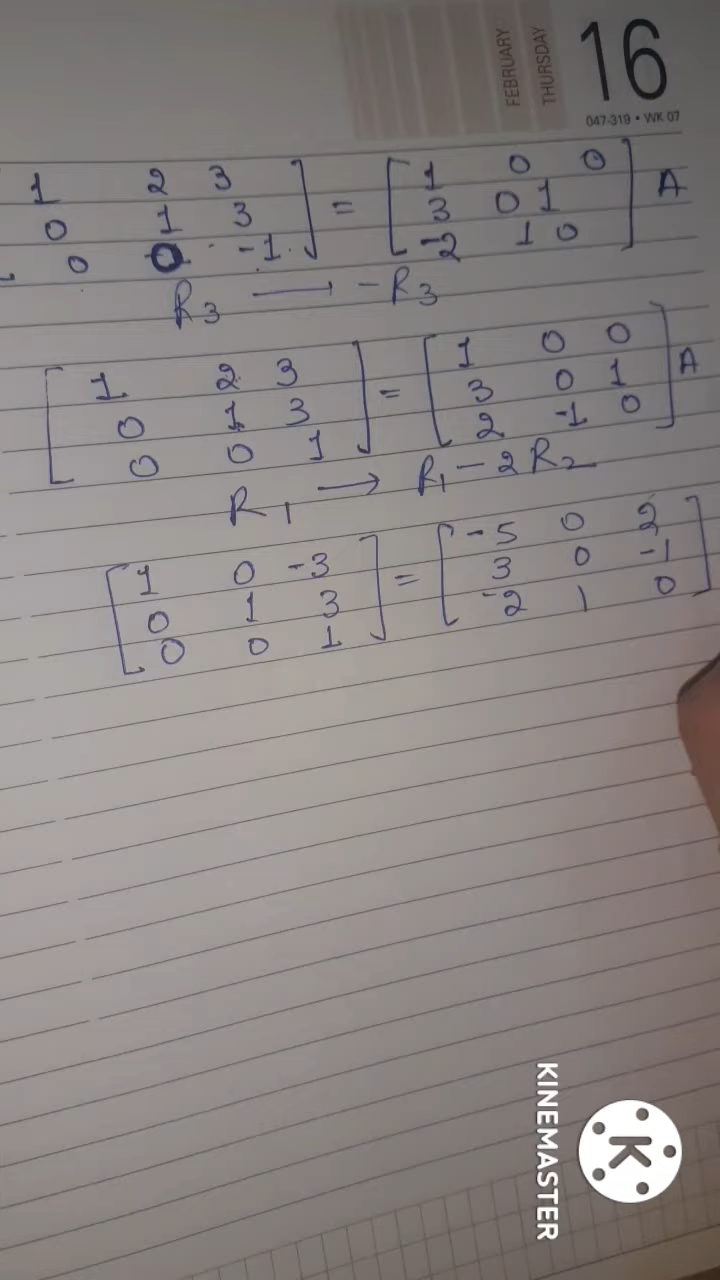 16
FEBRUARY
THURSDAY
047-319 • WK 07
1 2 3 = 1 0 0 A
0 1 3 3 0 1
0 0 -1 -2 1 0
R3 → -R3
1 2 3 = 1 0 0 A
0 1 3 3 0 1
0 0 1 2 -1 0
R1 → R1 - 2R2
1 0 -3 = -5 0 2
0 1 3 3 0 -1
0 0 1 -2 1 0
KINEMASTER